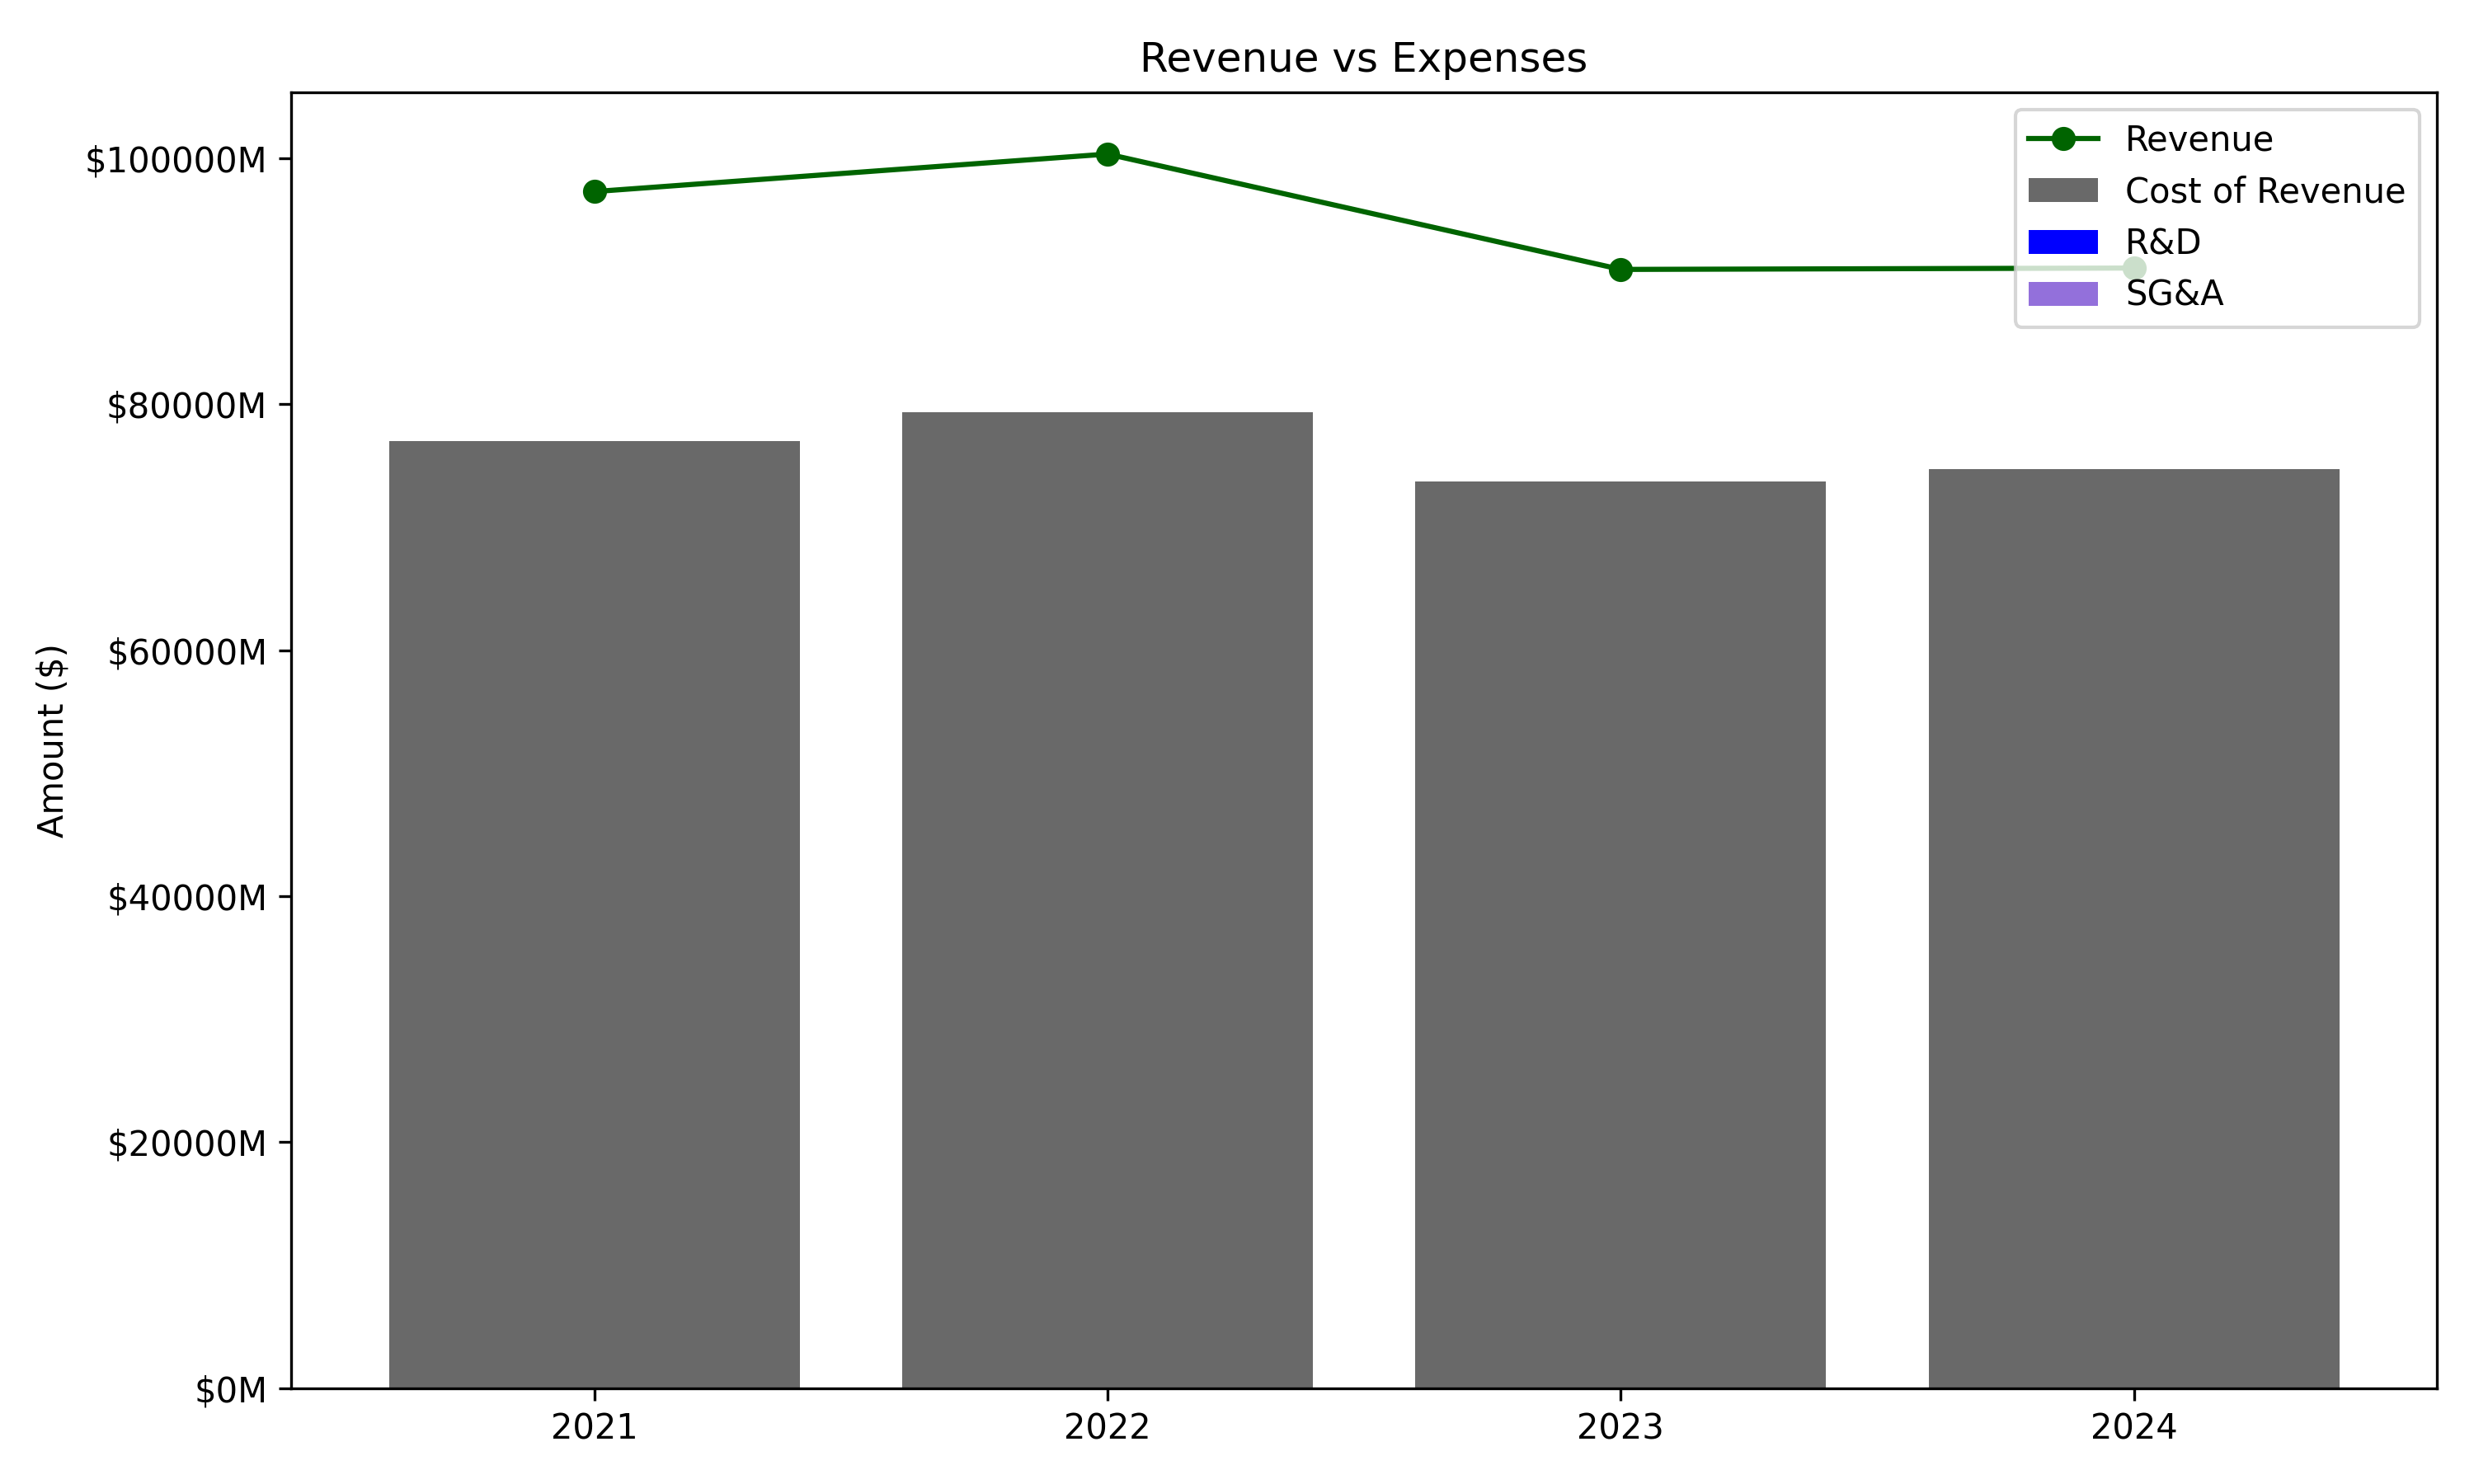 Revenue vs Expenses
Revenue
Cost of Revenue
R&D
SG&A
Amount ($)
$100000M
$80000M
$60000M
$40000M
$20000M
$0M
2021
2022
2023
2024